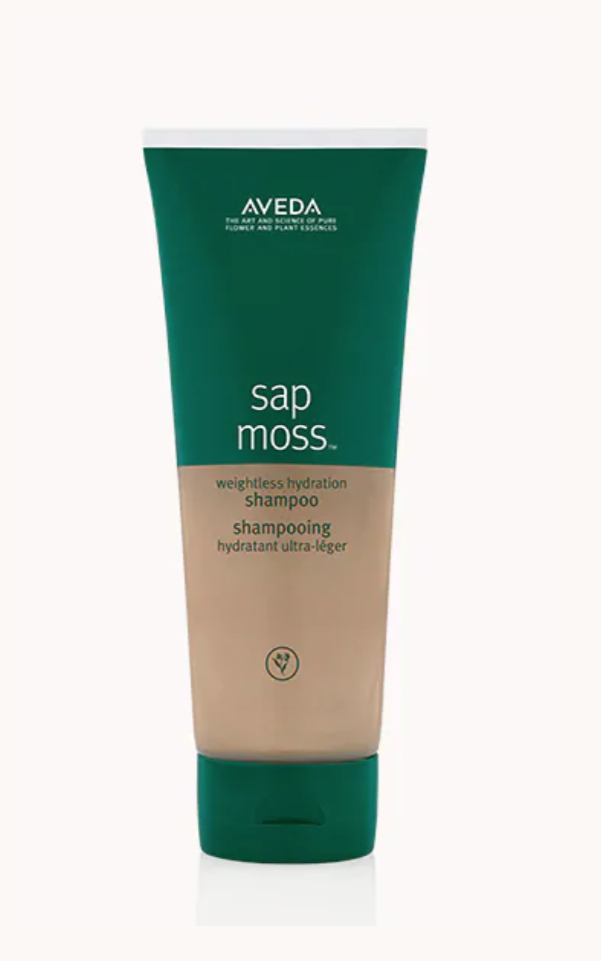 AVEDA
THE ART AND SCIENCE OF PURE
FLOWER AND PLANT ESSENCES
sap
moss™
weightless hydration
shampoo
shampooing
hydratant ultra-léger